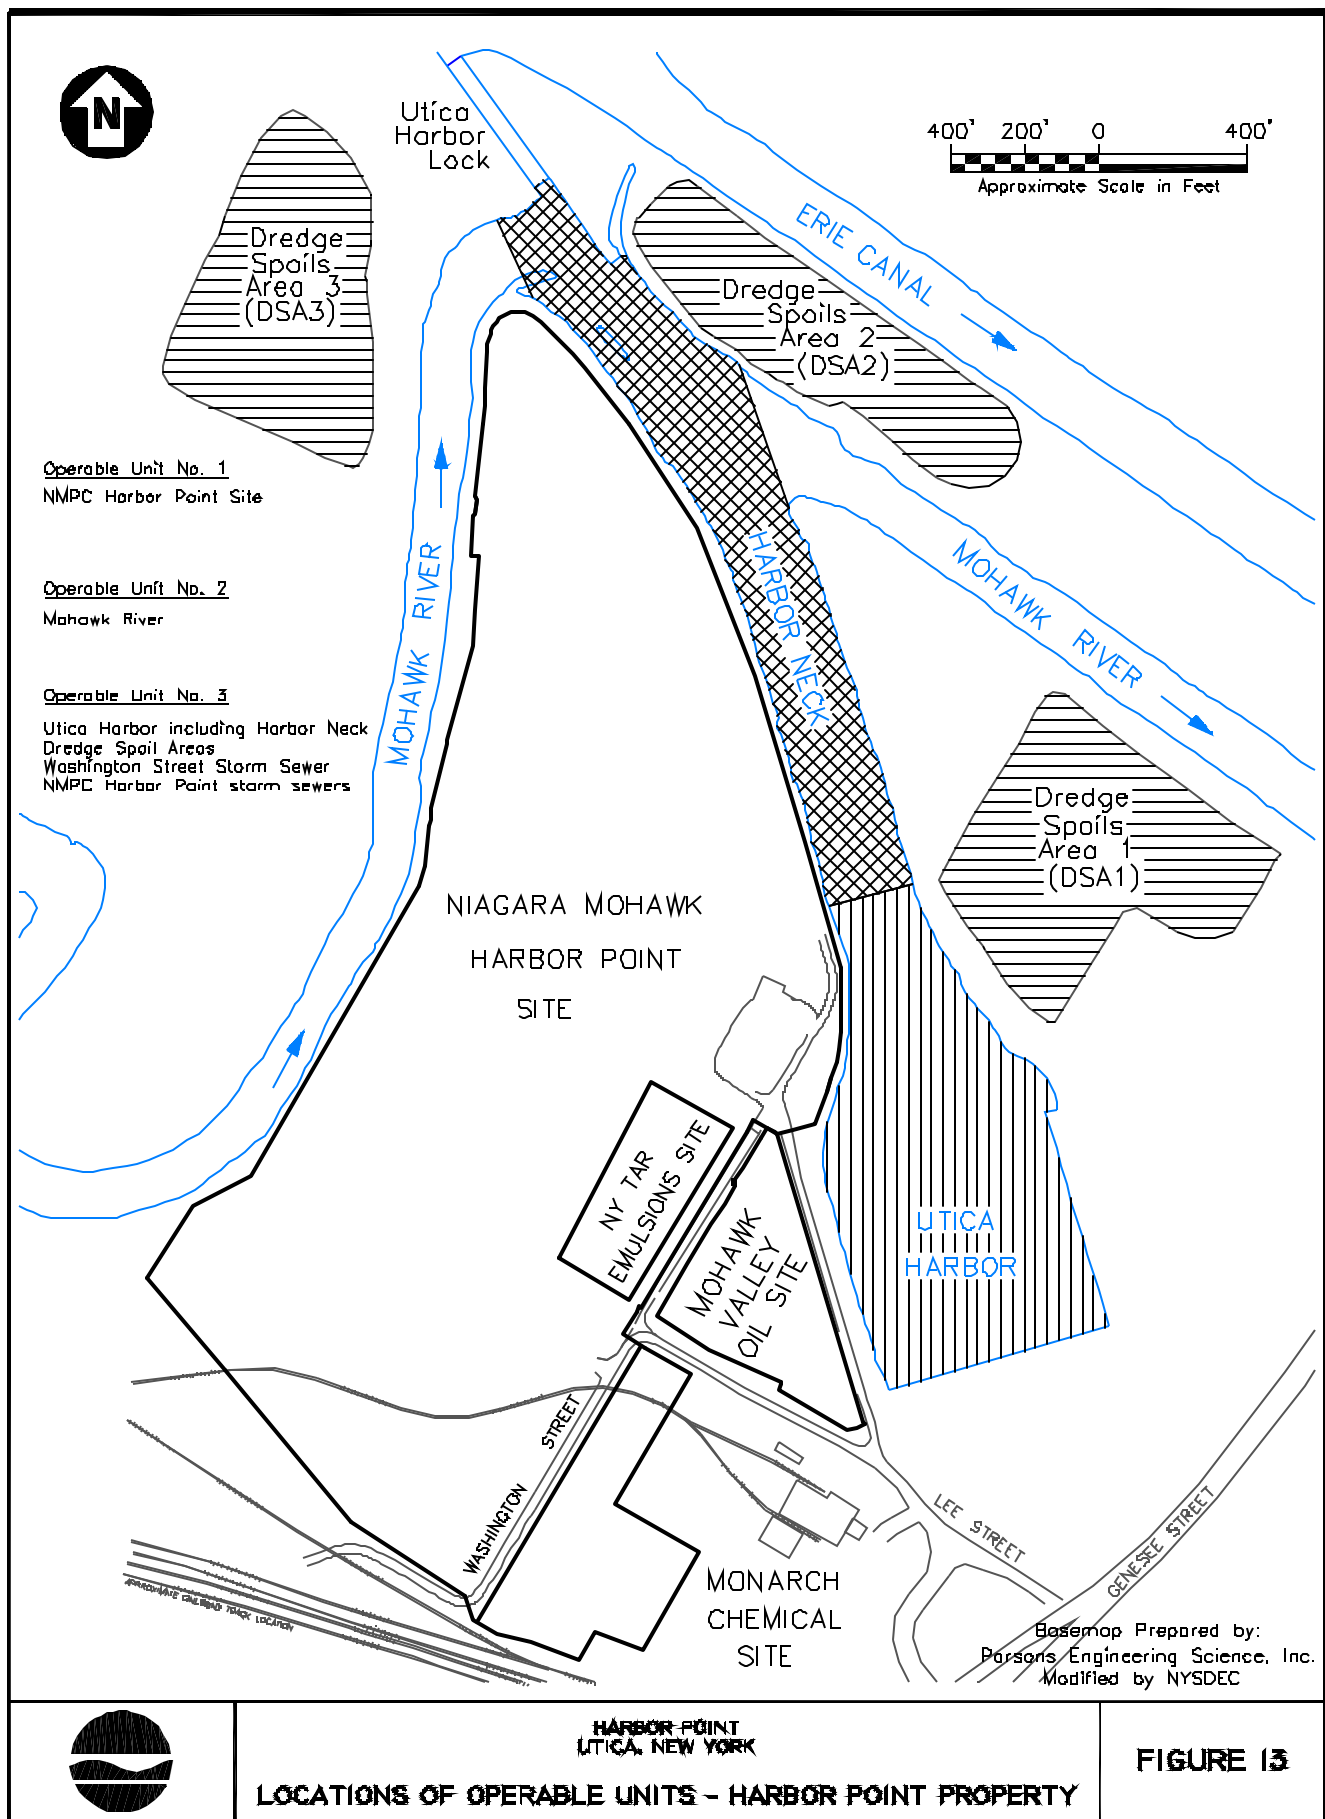 N
Utica
Harbor
Lock
400' 200' 0 400'
Approximate Scale in Feet
ERIE CANAL
Dredge
Spoils
Area 3
(DSA3)
Dredge
Spoils
Area 2
(DSA2)
Operable Unit No. 1
NMPC Harbor Point Site
Operable Unit No. 2
Mohawk River
Operable Unit No. 3
Utica Harbor including Harbor Neck
Dredge Spoil Areas
Washington Street Storm Sewer
NMPC Harbor Point storm sewers
MOHAWK RIVER
HARBOR NECK
MOHAWK RIVER
Dredge
Spoils
Area 1
(DSA1)
NIAGARA MOHAWK
HARBOR POINT
SITE
NY TAR
EMULSIONS SITE
MOHAWK
VALLEY
OIL SITE
UTICA
HARBOR
WASHINGTON STREET
LEE STREET
GENESEE STREET
APPROXIMATE RAILROAD TRACK LOCATION
MONARCH
CHEMICAL
SITE
Basemap Prepared by:
Parsons Engineering Science, Inc.
Modified by NYSDEC
HARBOR POINT
UTICA, NEW YORK
LOCATIONS OF OPERABLE UNITS - HARBOR POINT PROPERTY
FIGURE 13